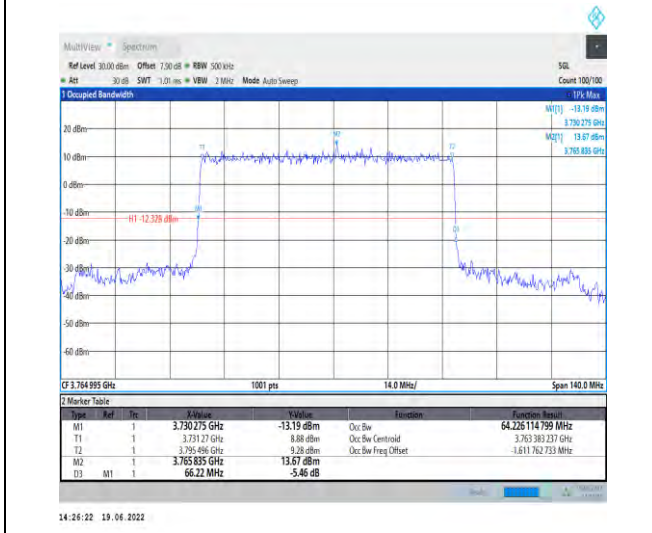 MultiView Spectrum
Ref Level 30.00 dBm Offset 7.50 dB RBW 500 kHz SGL
Att 30 dB SWT 1.01 ms VBW 2 MHz Mode Auto Sweep Count 100/100
1 Occupied Bandwidth 1Pk Max
M1[1] -13.19 dBm
3.730 275 GHz
M2[1] 13.67 dBm
3.765 835 GHz
20 dBm
M2
T1
T2
10 dBm
0 dBm
-10 dBm
M1
H1 -12.328 dBm
-20 dBm
D3
-30 dBm
-40 dBm
-50 dBm
-60 dBm
CF 3.764 995 GHz 1001 pts 14.0 MHz/ Span 140.0 MHz
2 Marker Table
Type Ref Trc X-Value Y-Value Function Function Result
M1 1 3.730 275 GHz -13.19 dBm Occ Bw 64.226 114 799 MHz
T1 1 3.731 27 GHz 8.88 dBm Occ Bw Centroid 3.763 383 237 GHz
T2 1 3.795 496 GHz 9.28 dBm Occ Bw Freq Offset -1.611 762 733 MHz
M2 1 3.765 835 GHz 13.67 dBm
D3 M1 1 66.22 MHz -5.46 dB
14:26:22 19.06.2022